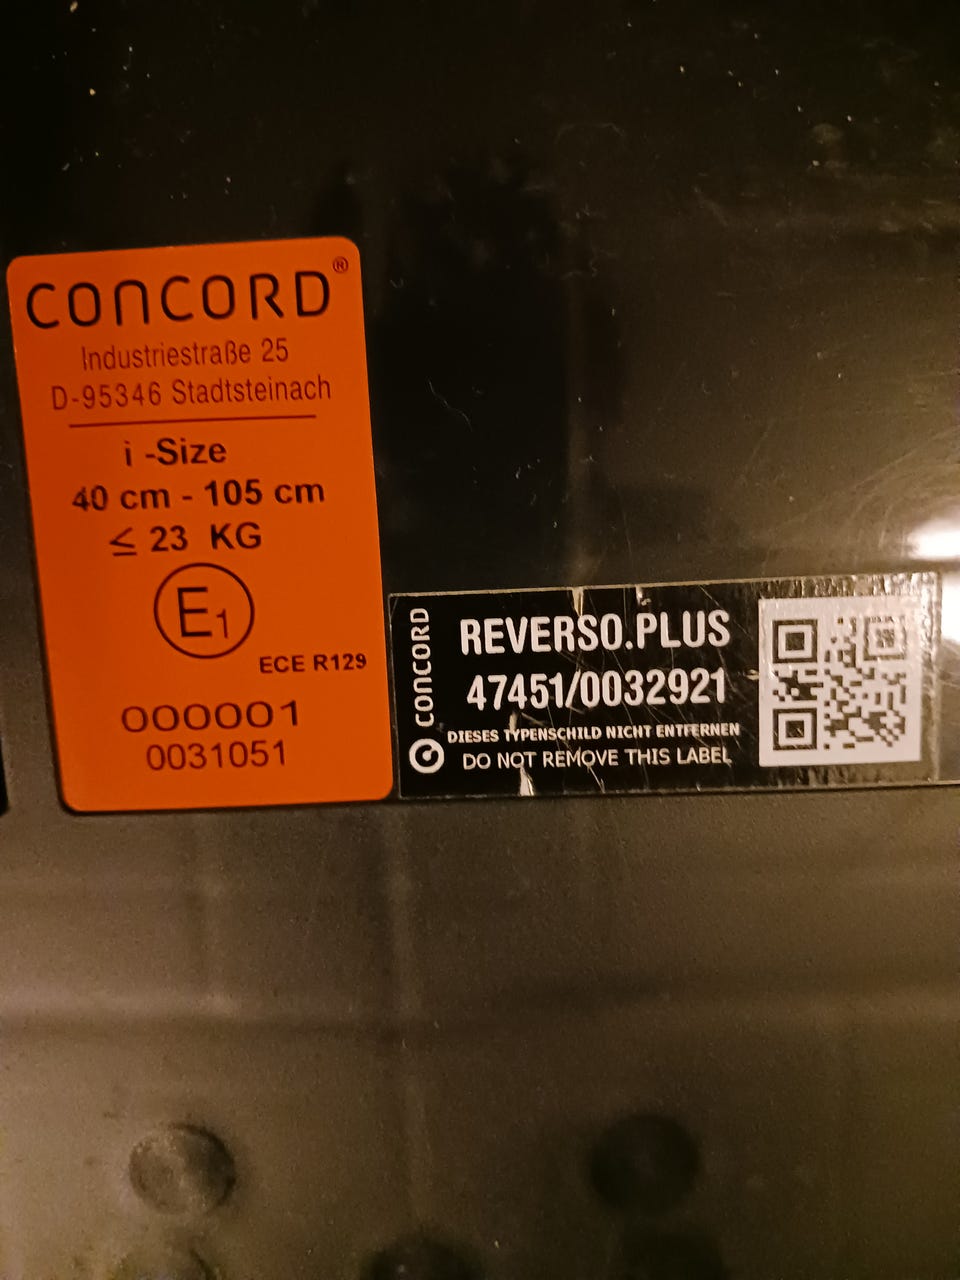 CONCORD®
Industriestraße 25
D-95346 Stadtsteinach
i -Size
40 cm - 105 cm
≤ 23 KG
E1
ECE R129
000001
0031051
CONCORD
REVERSO.PLUS
47451/0032921
DIESES TYPENSCHILD NICHT ENTFERNEN
DO NOT REMOVE THIS LABEL